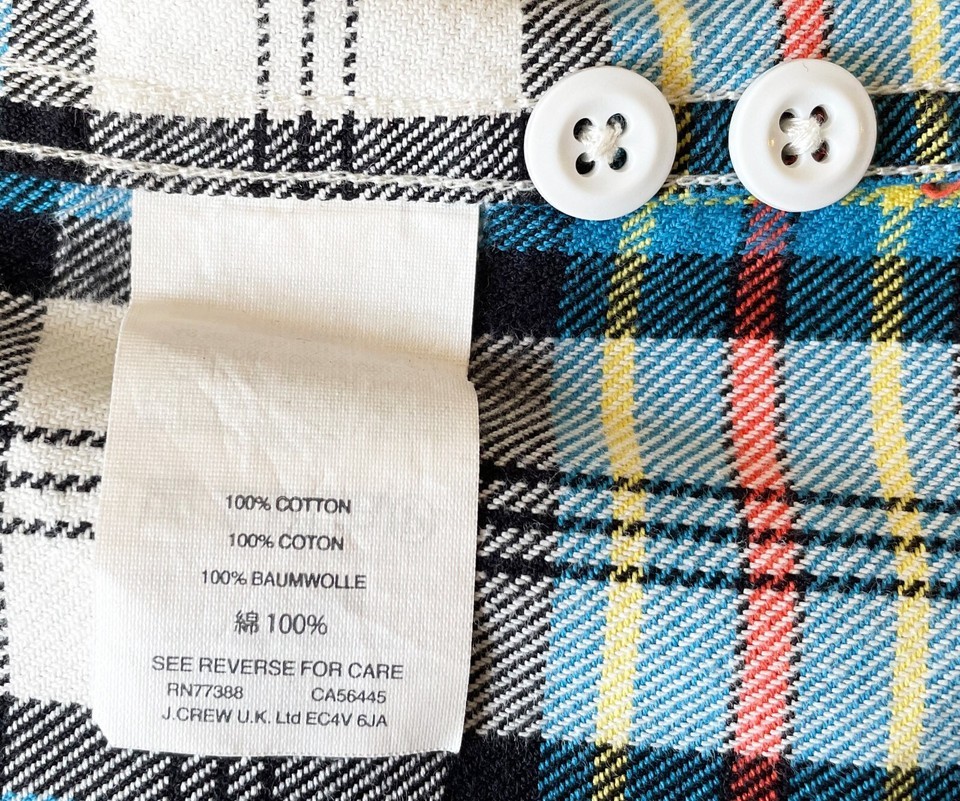 100% COTTON
100% COTON
100% BAUMWOLLE
綿 100%
SEE REVERSE FOR CARE
RN77388 CA56445
J.CREW U.K. Ltd EC4V 6JA